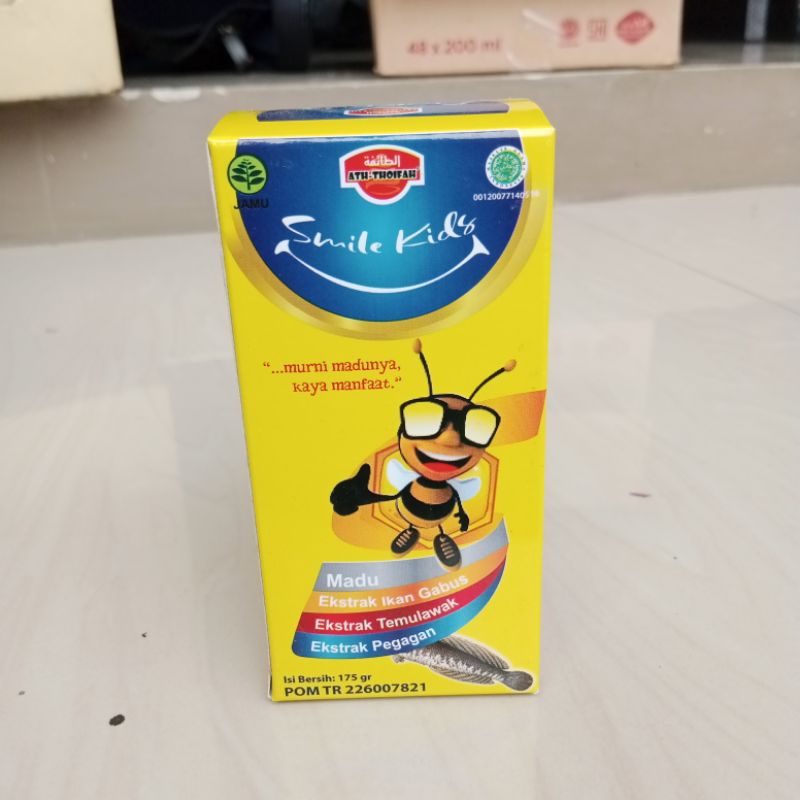 48 x 200 ml
الطائفة
ATH-THOIFAH
JAMU
Smile Kids
"...murni madunya,
kaya manfaat."
Madu
Ekstrak Ikan Gabus
Ekstrak Temulawak
Ekstrak Pegagan
Isi Bersih: 175 gr
POM TR 226007821